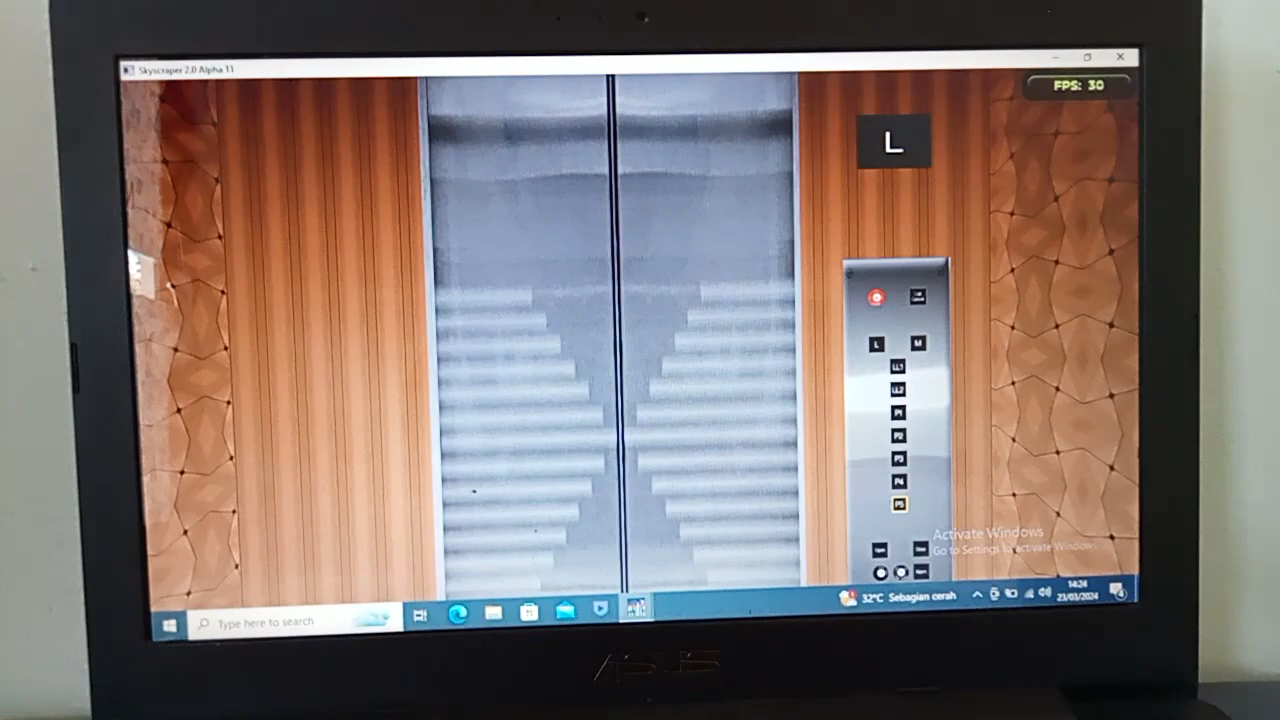 Skyscraper 2.0 Alpha 11
FPS: 30
L
L M
LL1
LL2
P1
P2
P3
P4
P5
Activate Windows
Go to Settings to activate Windows.
Type here to search
32°C Sebagian cerah
14:24
23/03/2024
ASUS